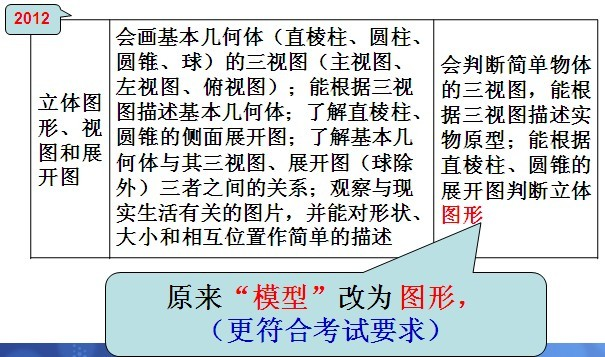 2012
立体图
形、视
图和展
开图
会画基本几何体（直棱柱、圆柱、
圆锥、球）的三视图（主视图、
左视图、俯视图）；能根据三视
图描述基本几何体；了解直棱柱、
圆锥的侧面展开图；了解基本几
何体与其三视图、展开图（球除
外）三者之间的关系；观察与现
实生活有关的图片，并能对形状、
大小和相互位置作简单的描述
会判断简单物体
的三视图，能根
据三视图描述实
物原型；能根据
直棱柱、圆锥的
展开图判断立体
图形
原来“模型”改为 图形，
（更符合考试要求）